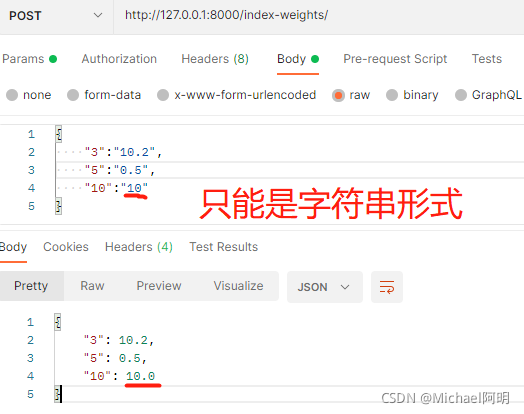 POST http://127.0.0.1:8000/index-weights/
Params Authorization Headers (8) Body Pre-request Script Tests
none form-data x-www-form-urlencoded raw binary GraphQL
1 {
2 "3":"10.2",
3 "5":"0.5",
4 "10":"10"
5 }
只能是字符串形式
Body Cookies Headers (4) Test Results
Pretty Raw Preview Visualize JSON
1 {
2 "3": 10.2,
3 "5": 0.5,
4 "10": 10.0
5 }
CSDN @Michael阿明